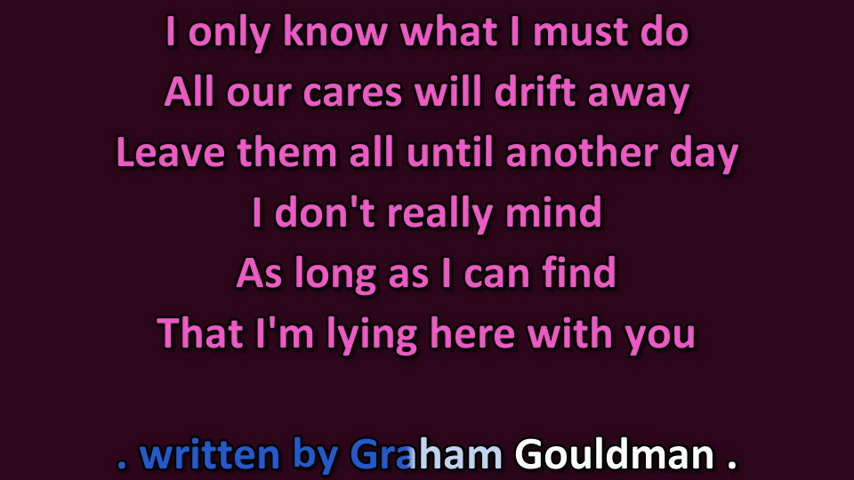 I only know what I must do
All our cares will drift away
Leave them all until another day
I don't really mind
As long as I can find
That I'm lying here with you
. written by Graham Gouldman .